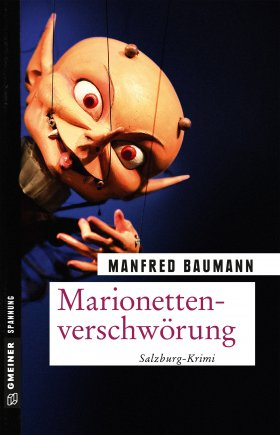 MANFRED BAUMANN
Marionetten-
verschwörung
Salzburg-Krimi
GMEINER SPANNUNG